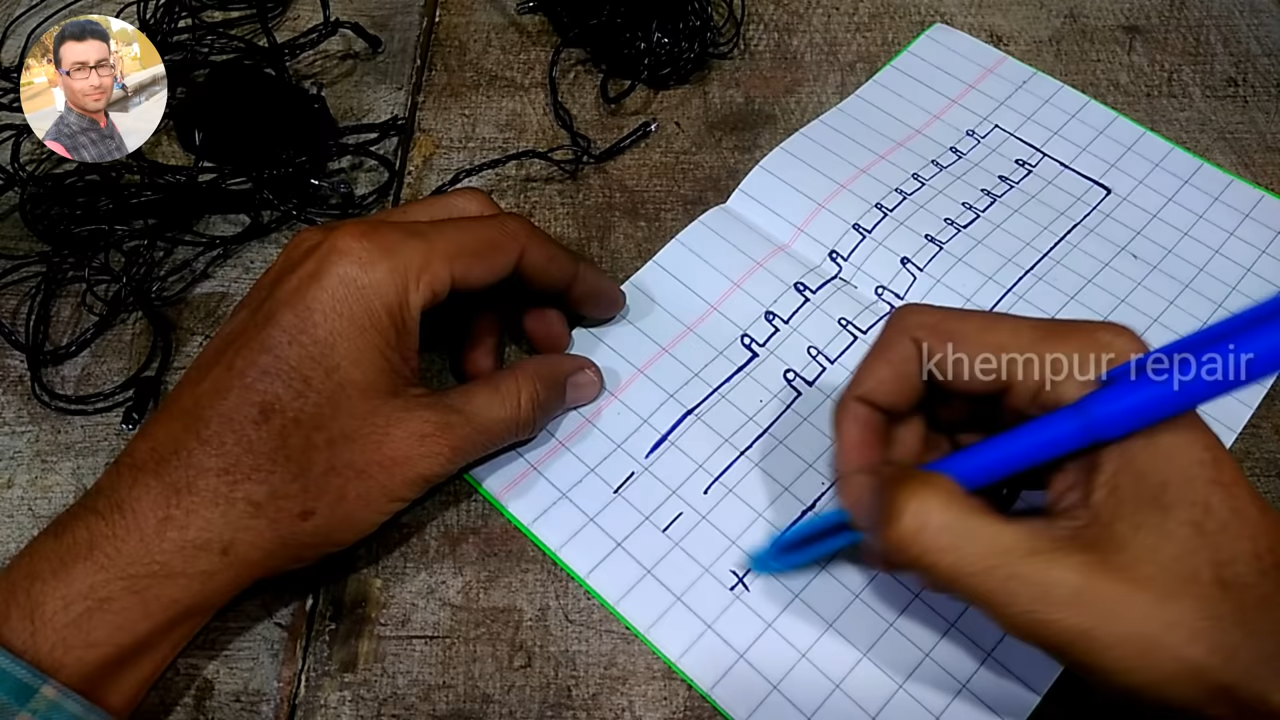 khempur repair
-
-
+